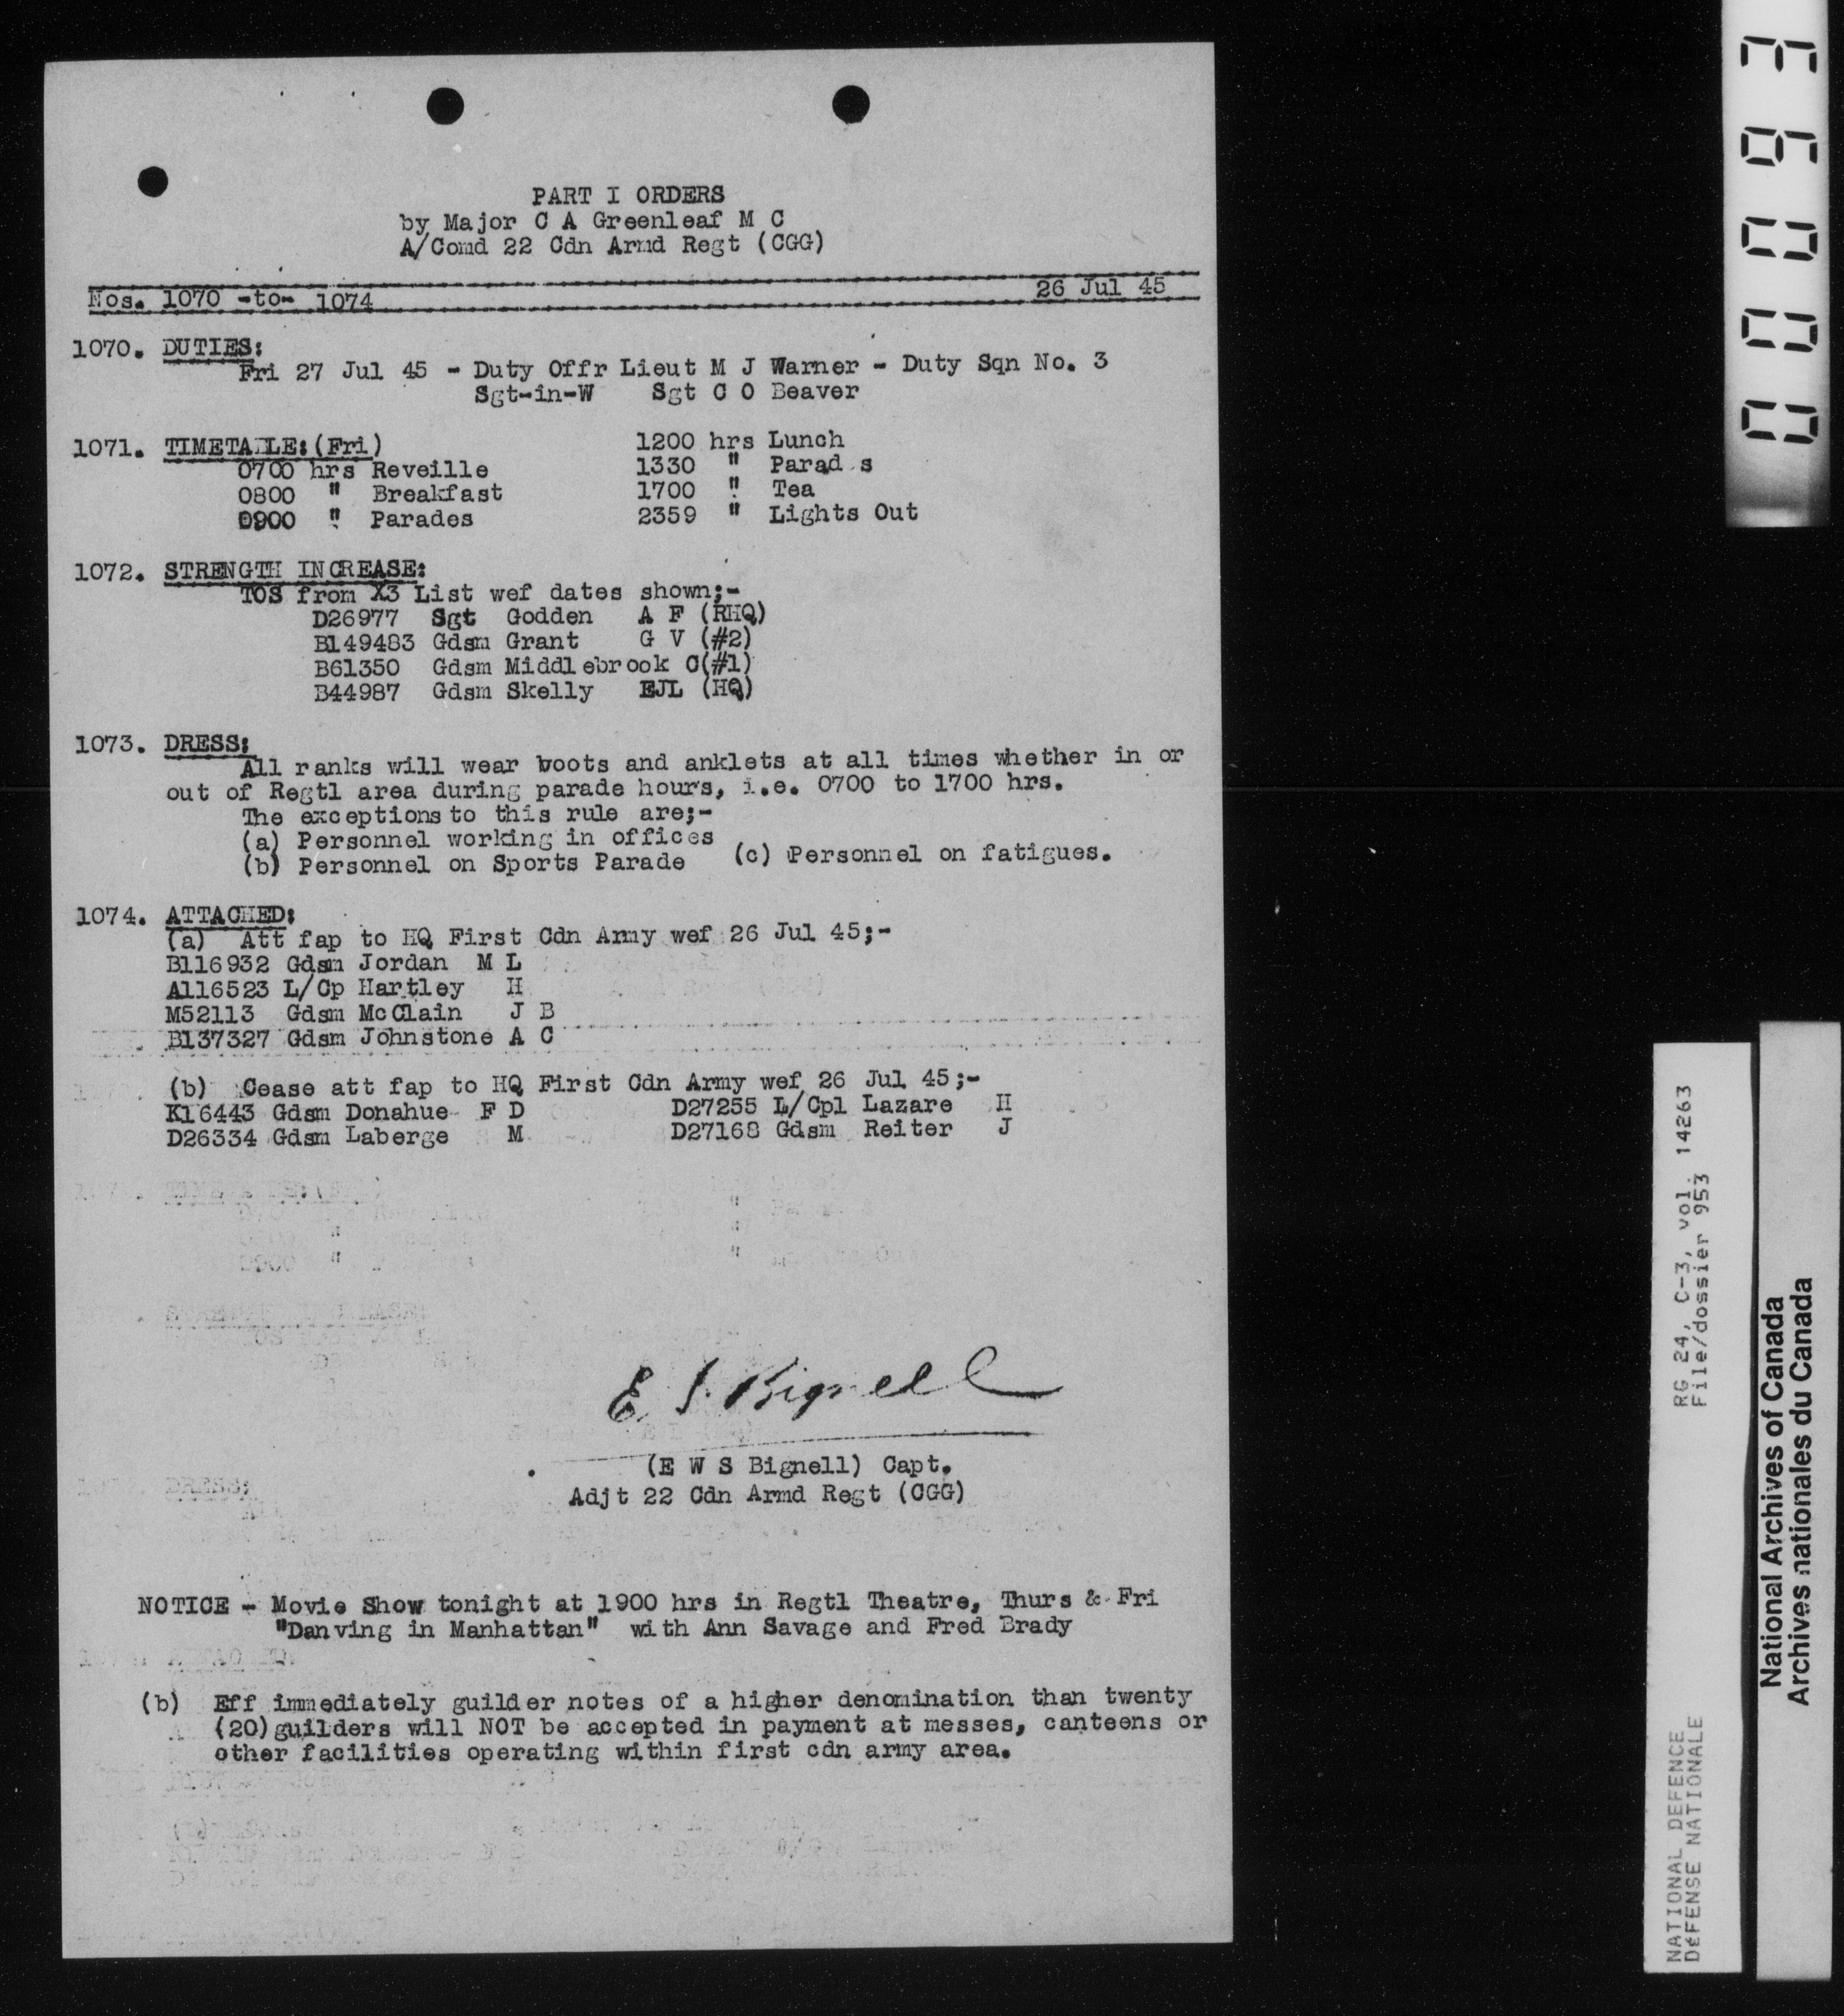 PART I ORDERS
by Major C A Greenleaf M C
A/Comd 22 Cdn Armd Regt (CGG)
Nos. 1070 -to- 1074 26 Jul 45
1070. DUTIES:
Fri 27 Jul 45 - Duty Offr Lieut M J Warner - Duty Sqn No. 3
Sgt-in-W Sgt C O Beaver
1071. TIMETA LE:(Fri) 1200 hrs Lunch
0700 hrs Reveille 1330 " Parad s
0800 " Breakfast 1700 " Tea
0900 " Parades 2359 " Lights Out
1072. STRENGTH INCREASE:
TOS from X3 List wef dates shown;-
D26977 Sgt Godden A F (RHQ)
B149483 Gdsm Grant G V (#2)
B61350 Gdsm Middlebrook C(#1)
B44987 Gdsm Skelly EJL (HQ)
1073. DRESS:
All ranks will wear boots and anklets at all times whether in or
out of Regtl area during parade hours, i.e. 0700 to 1700 hrs.
The exceptions to this rule are;-
(a) Personnel working in offices
(b) Personnel on Sports Parade (c) Personnel on fatigues.
1074. ATTACHED:
(a) Att fap to HQ First Cdn Army wef 26 Jul 45;-
B116932 Gdsm Jordan M L
A116523 L/Cp Hartley H
M52113 Gdsm McClain J B
B137327 Gdsm Johnstone A C
(b) Cease att fap to HQ First Cdn Army wef 26 Jul 45;-
K16443 Gdsm Donahue F D D27255 L/Cpl Lazare H
D26334 Gdsm Laberge M D27168 Gdsm Reiter J
E S. Bignell
(E W S Bignell) Capt.
Adjt 22 Cdn Armd Regt (CGG)
NOTICE - Movie Show tonight at 1900 hrs in Regtl Theatre, Thurs & Fri
"Danving in Manhattan" with Ann Savage and Fred Brady
(b) Eff immediately guilder notes of a higher denomination than twenty
(20)guilders will NOT be accepted in payment at messes, canteens or
other facilities operating within first cdn army area.
000693
RG 24, C-3, vol. 14263
File/dossier 953
NATIONAL DEFENCE
DÉFENSE NATIONALE
National Archives of Canada
Archives nationales du Canada